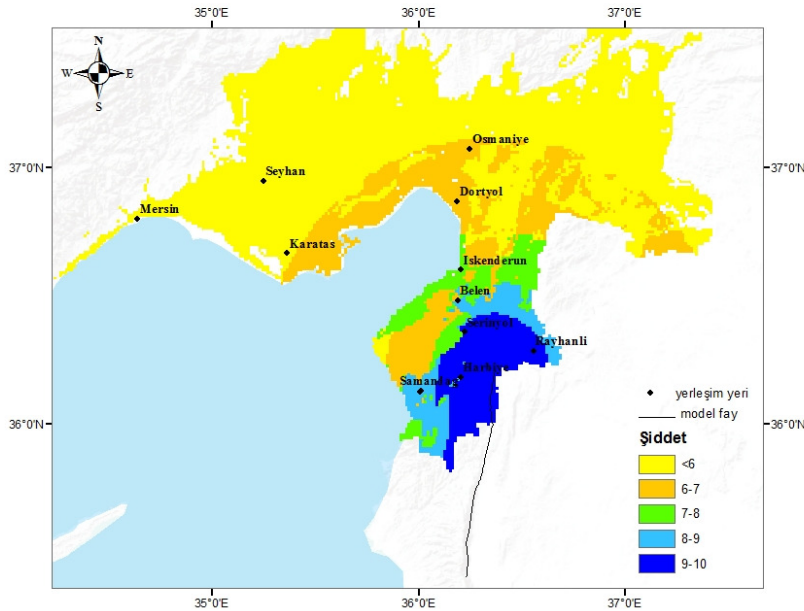 35°0'E 36°0'E 37°0'E
N
W E
S
Osmaniye
37°0'N 37°0'N
Seyhan
Dortyol
Mersin
Karatas
Iskenderun
Belen
Serinyol
Rayhanli
Samandag
yerleşim yeri
model fay
36°0'N 36°0'N
Şiddet
<6
6-7
7-8
8-9
9-10
35°0'E 36°0'E 37°0'E